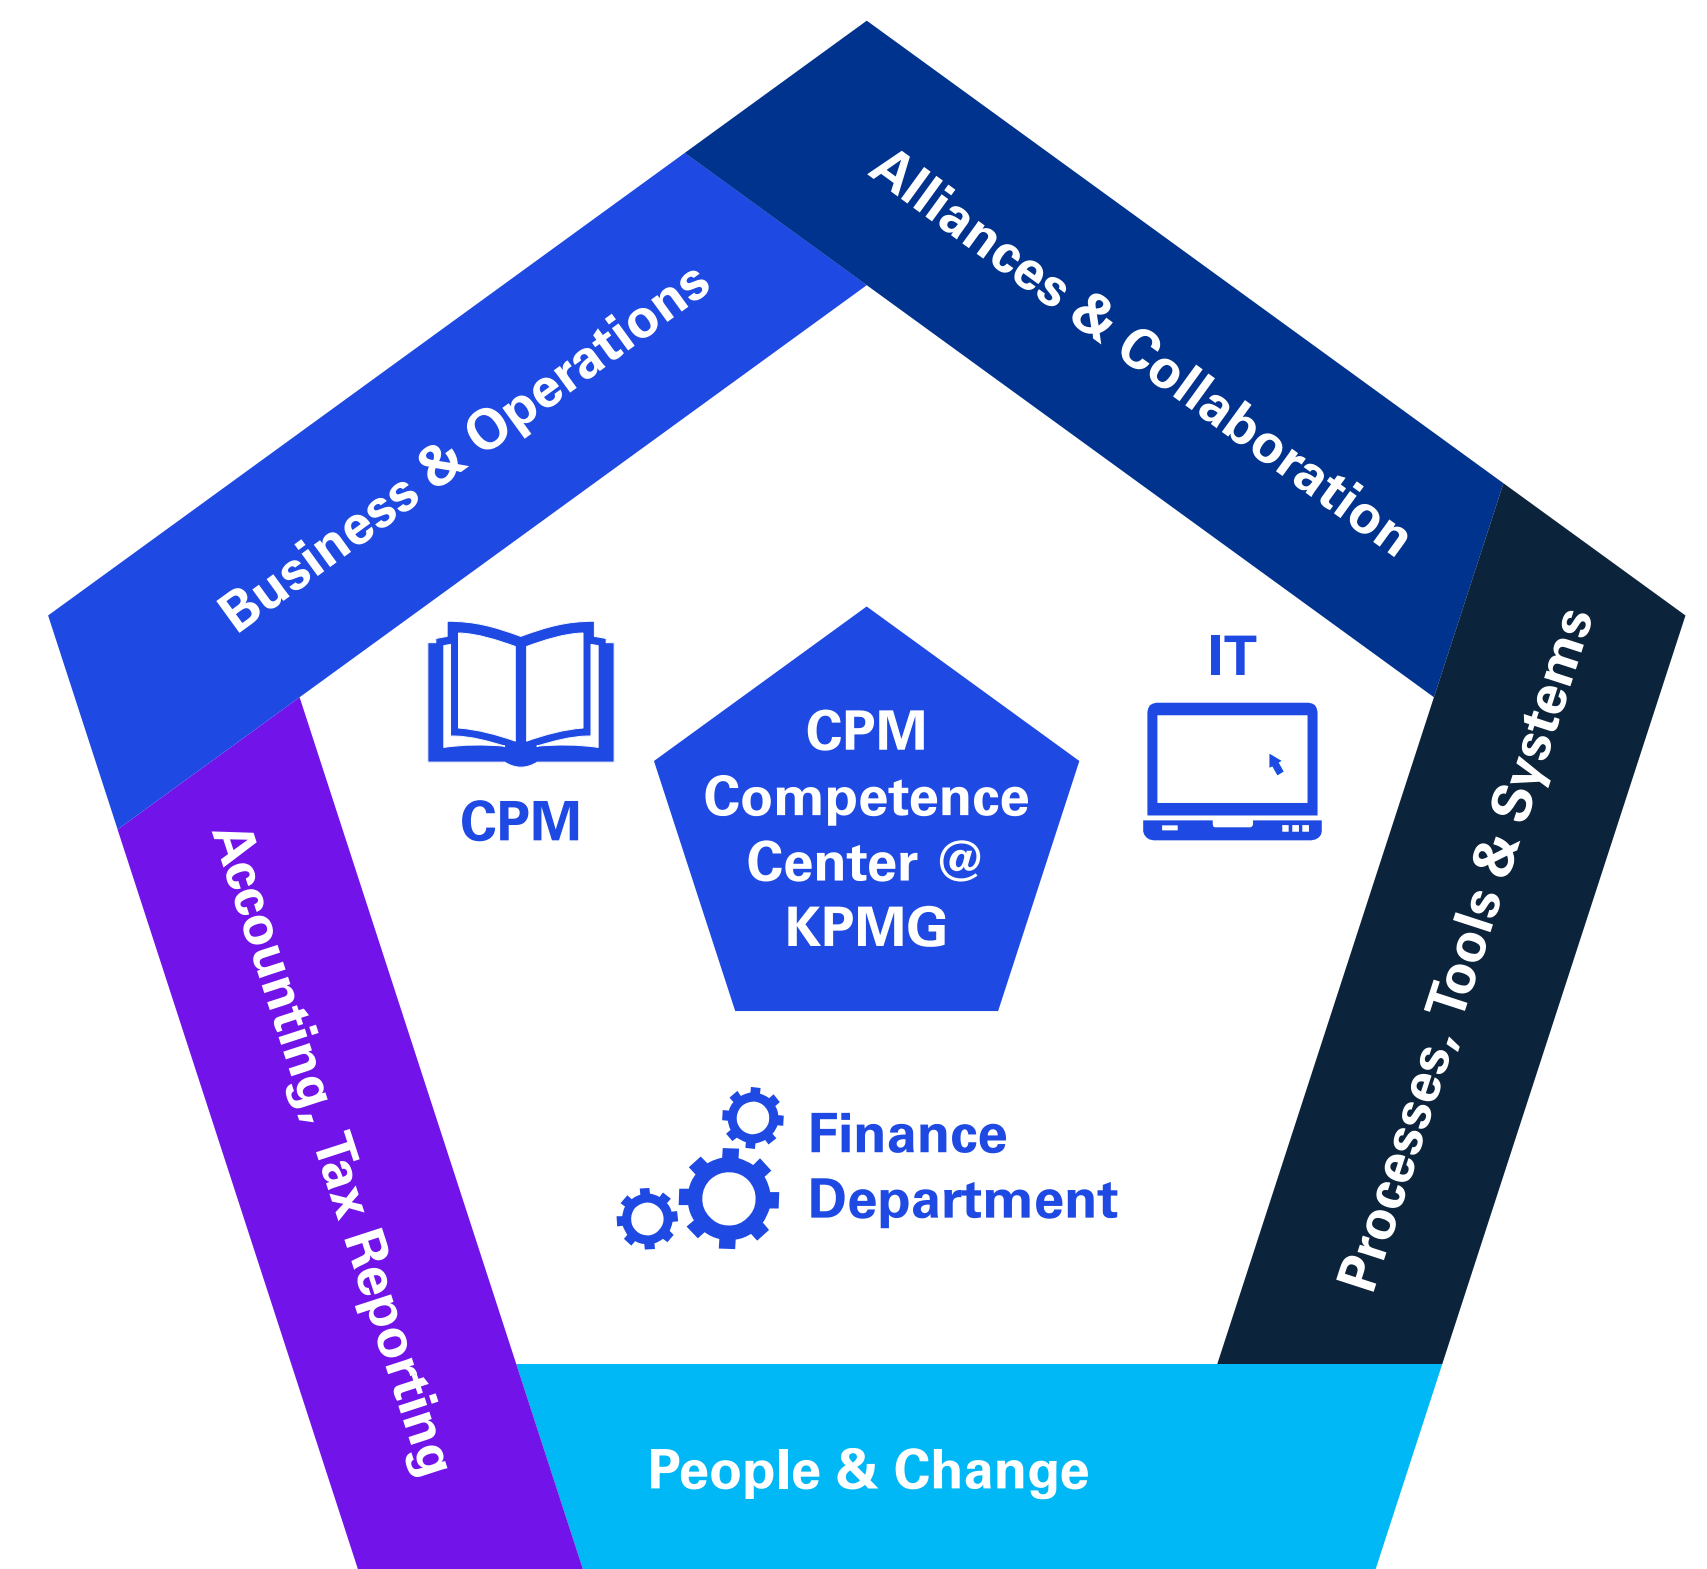 Alliances & Collaboration
Business & Operations
Processes, Tools & Systems
IT
CPM
CPM
Competence
Center @
KPMG
Accounting, Tax Reporting
Finance
Department
People & Change